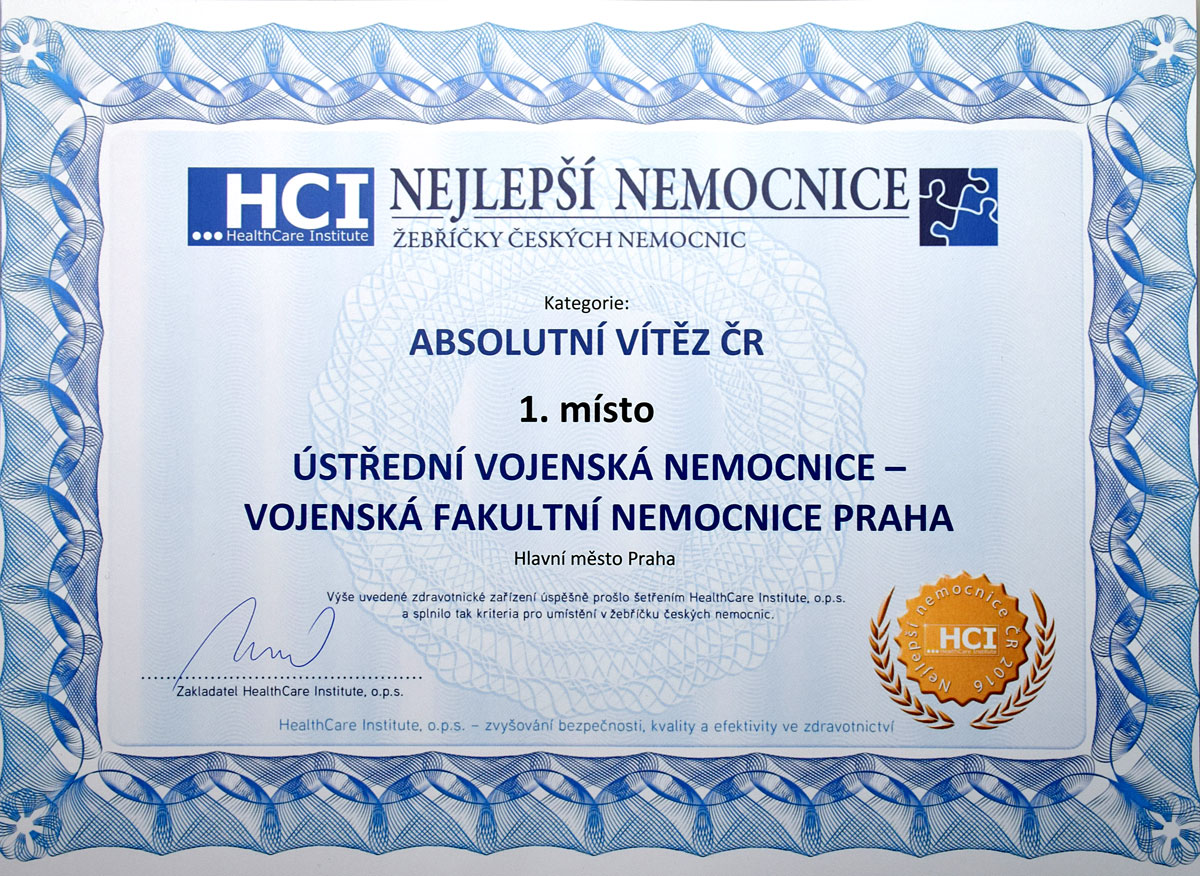 HCI
HealthCare Institute
NEJLEPŠÍ NEMOCNICE
ŽEBŘÍČKY ČESKÝCH NEMOCNIC
Kategorie:
ABSOLUTNÍ VÍTĚZ ČR
1. místo
ÚSTŘEDNÍ VOJENSKÁ NEMOCNICE –
VOJENSKÁ FAKULTNÍ NEMOCNICE PRAHA
Hlavní město Praha
Výše uvedené zdravotnické zařízení úspěšně prošlo šetřením HealthCare Institute, o.p.s.
a splnilo tak kriteria pro umístění v žebříčku českých nemocnic.
Zakladatel HealthCare Institute, o.p.s.
Nejlepší nemocnice ČR 2016
HCI
HealthCare Institute
HealthCare Institute, o.p.s. – zvyšování bezpečnosti, kvality a efektivity ve zdravotnictví